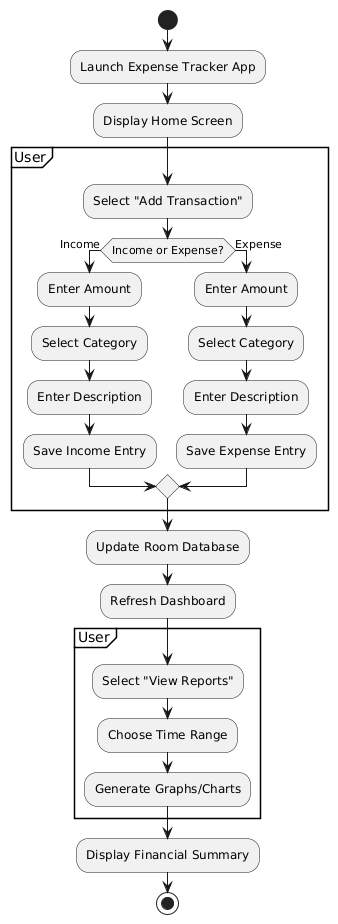 Launch Expense Tracker App
Display Home Screen
User
Select "Add Transaction"
Income or Expense?
Income
Expense
Enter Amount
Select Category
Enter Description
Save Income Entry
Enter Amount
Select Category
Enter Description
Save Expense Entry
Update Room Database
Refresh Dashboard
User
Select "View Reports"
Choose Time Range
Generate Graphs/Charts
Display Financial Summary